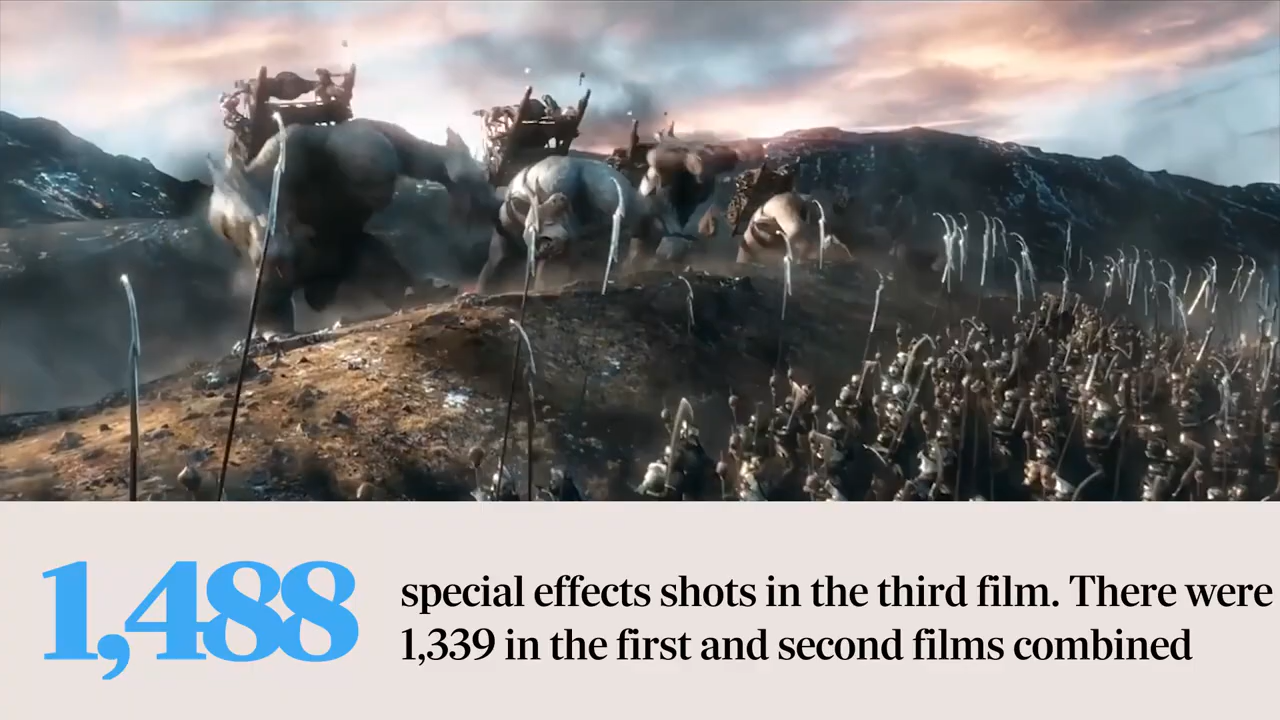 1,488
special effects shots in the third film. There were
1,339 in the first and second films combined